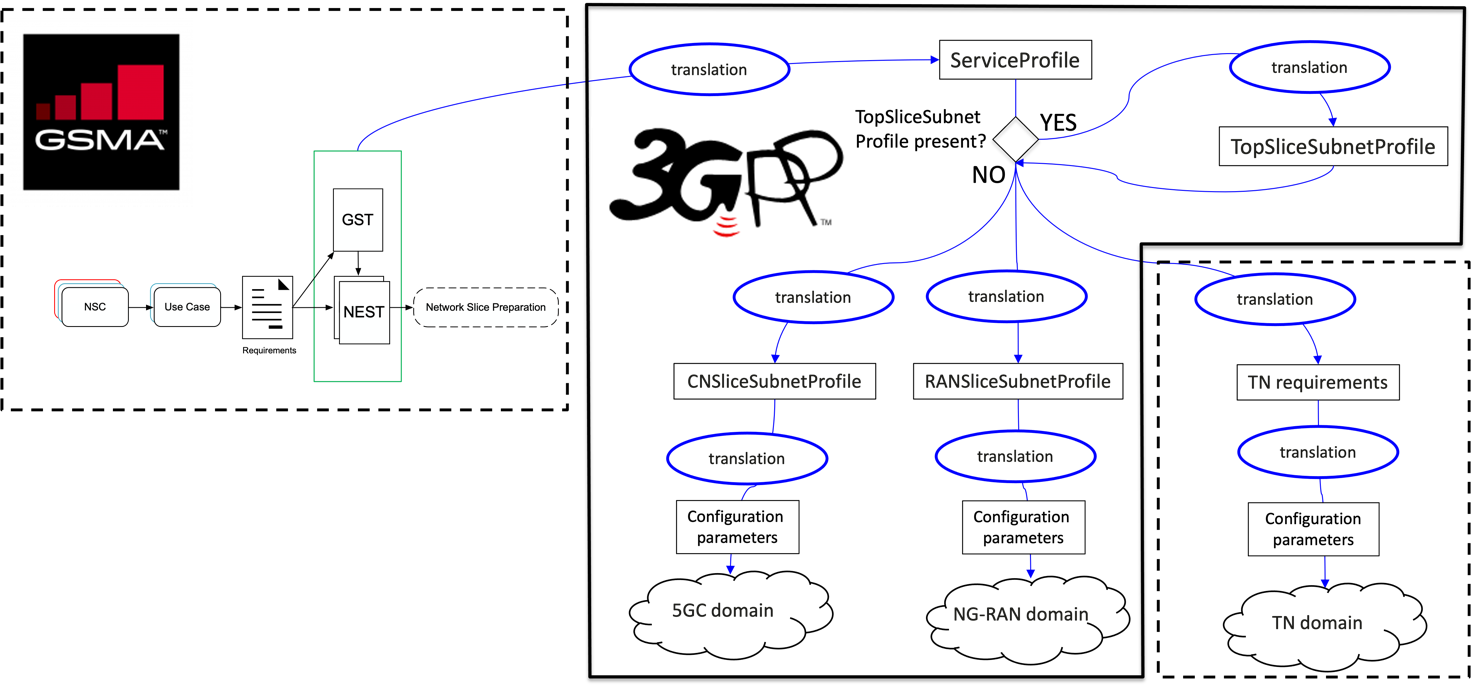 GSMA™
GST
NSC
Use Case
NEST
Network Slice Preparation
Requirements
3GPP™
translation
ServiceProfile
TopSliceSubnet
Profile present?
YES
NO
translation
TopSliceSubnetProfile
translation
translation
translation
CNSliceSubnetProfile
RANSliceSubnetProfile
TN requirements
translation
translation
translation
Configuration
parameters
Configuration
parameters
Configuration
parameters
5GC domain
NG-RAN domain
TN domain